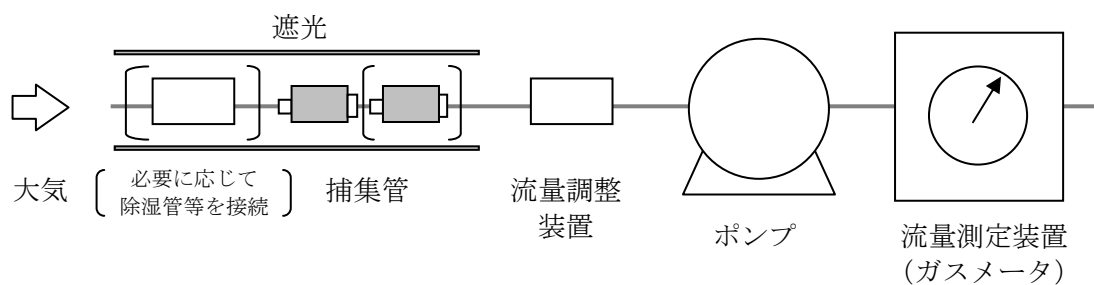 遮光
大気
必要に応じて
除湿管等を接続
捕集管
流量調整
装置
ポンプ
流量測定装置
（ガスメータ）